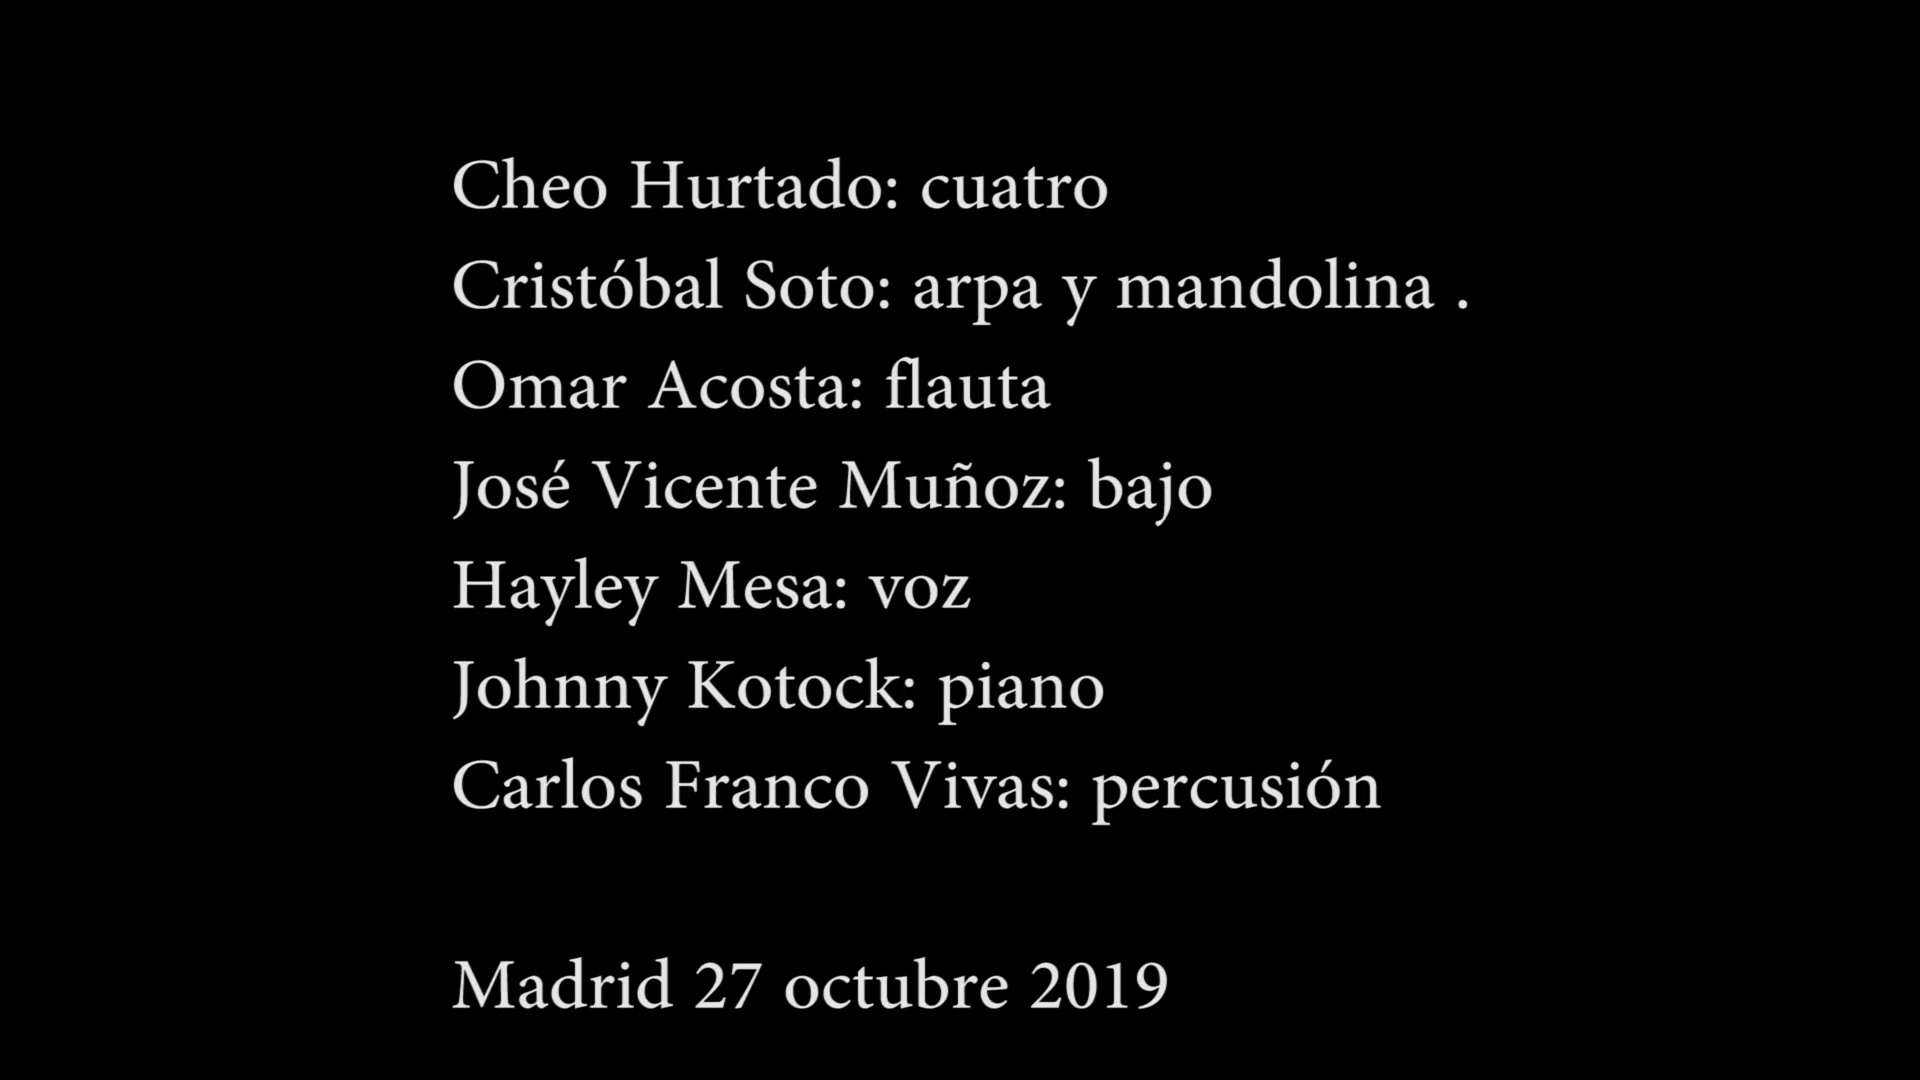 Cheo Hurtado: cuatro
Cristóbal Soto: arpa y mandolina .
Omar Acosta: flauta
José Vicente Muñoz: bajo
Hayley Mesa: voz
Johnny Kotock: piano
Carlos Franco Vivas: percusión
Madrid 27 octubre 2019